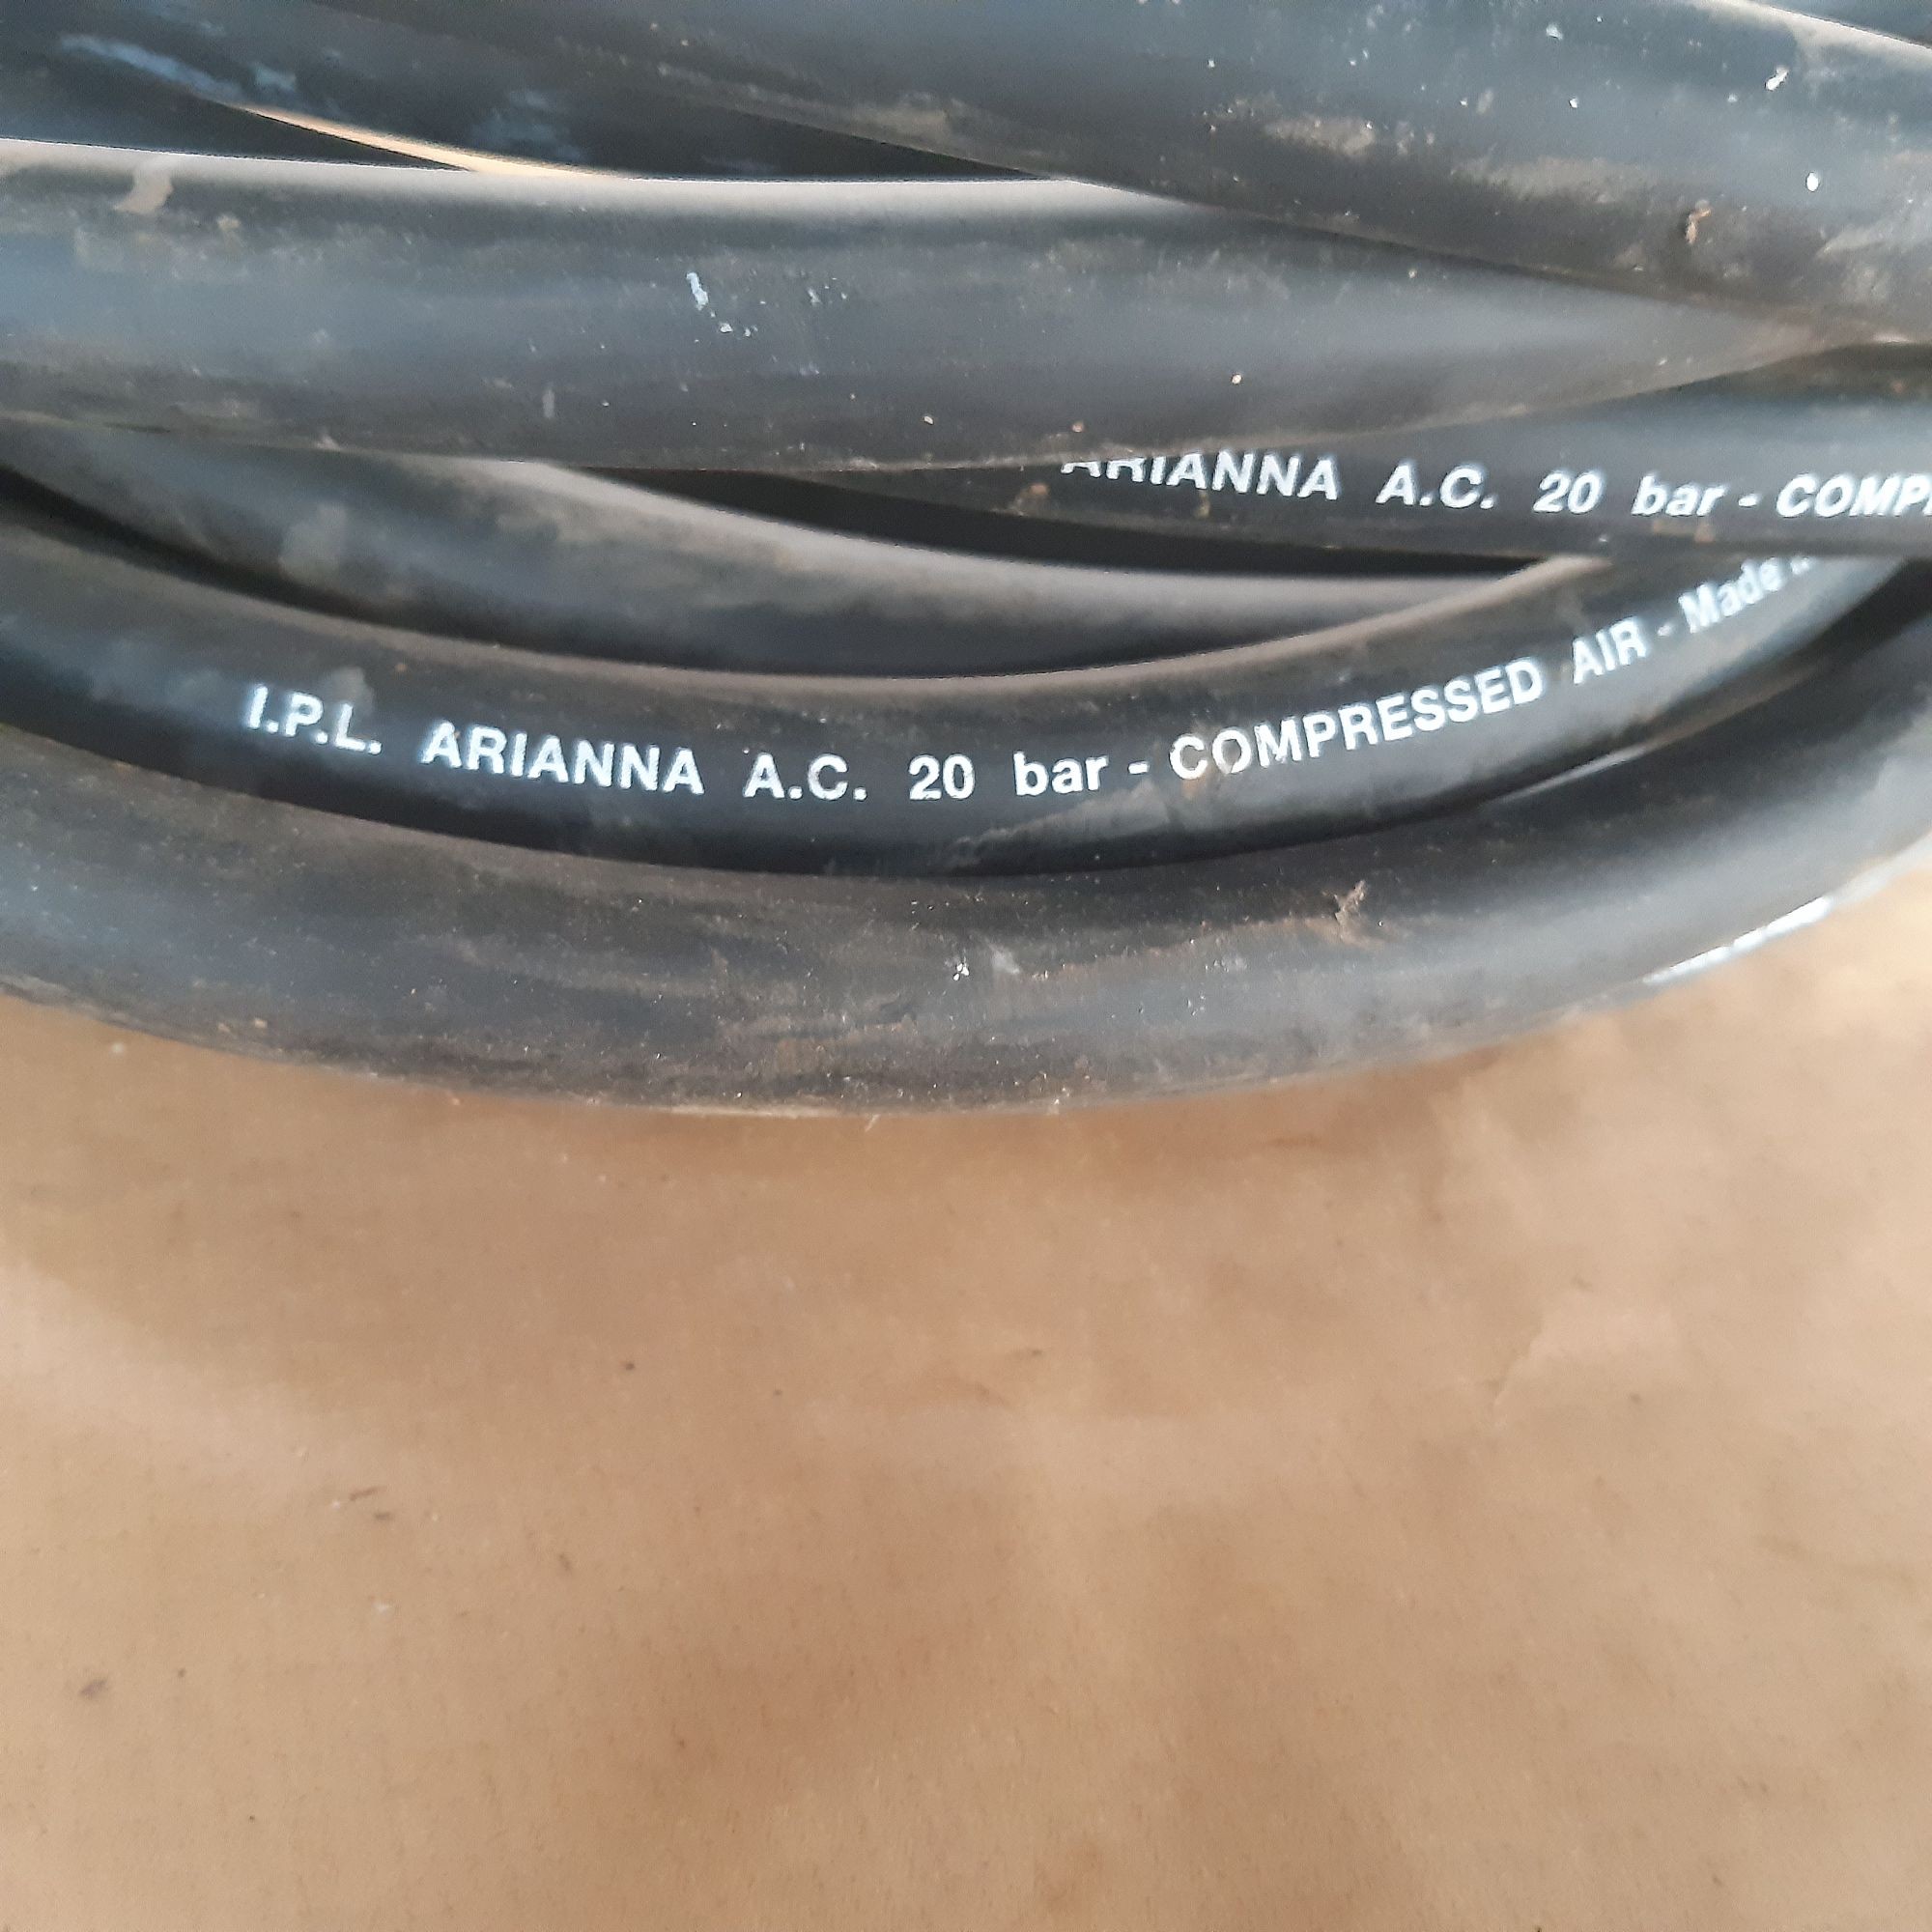 ARIANNA A.C. 20 bar - COMP
I.P.L. ARIANNA A.C. 20 bar - COMPRESSED AIR - Made